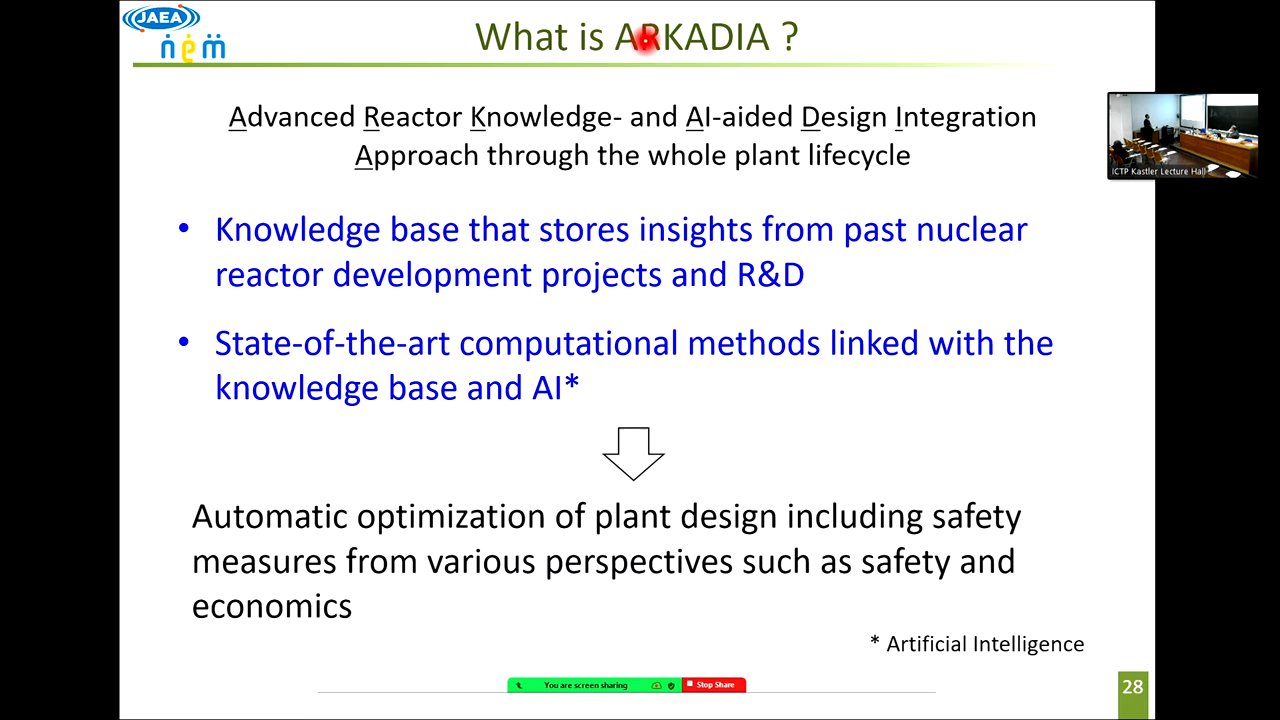 JAEA
nëm
What is ARKADIA ?
Advanced Reactor Knowledge- and AI-aided Design Integration
Approach through the whole plant lifecycle
• Knowledge base that stores insights from past nuclear
reactor development projects and R&D
• State-of-the-art computational methods linked with the
knowledge base and AI*
Automatic optimization of plant design including safety
measures from various perspectives such as safety and
economics
* Artificial Intelligence
ICTP Kastler Lecture Hall
You are screen sharing
Stop Share
28